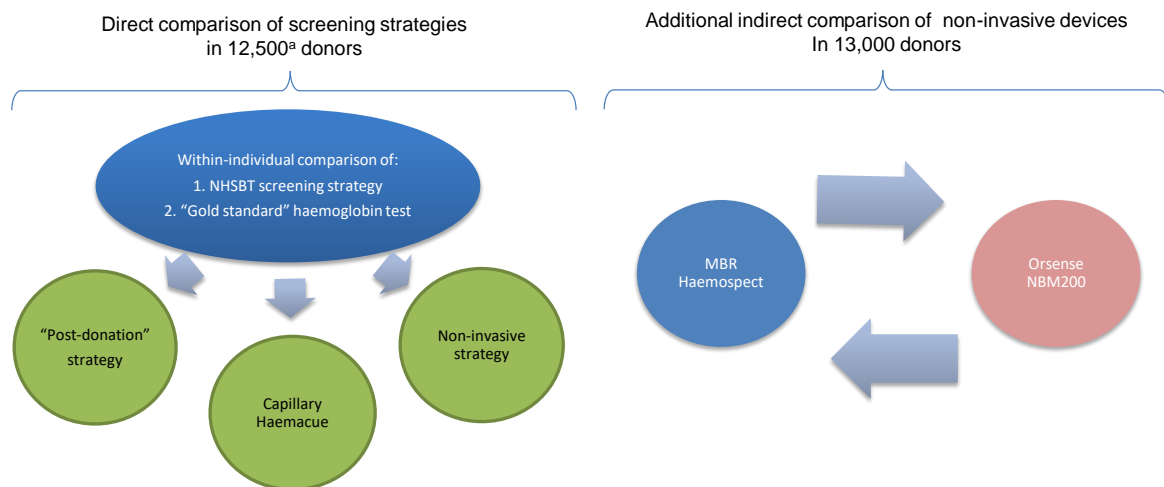 Direct comparison of screening strategies
in 12,500ª donors
Within-individual comparison of:
1. NHSBT screening strategy
2. “Gold standard” haemoglobin test
“Post-donation”
strategy
Capillary
Haemacue
Non-invasive
strategy
Additional indirect comparison of non-invasive devices
In 13,000 donors
MBR
Haemospect
Orsense
NBM200